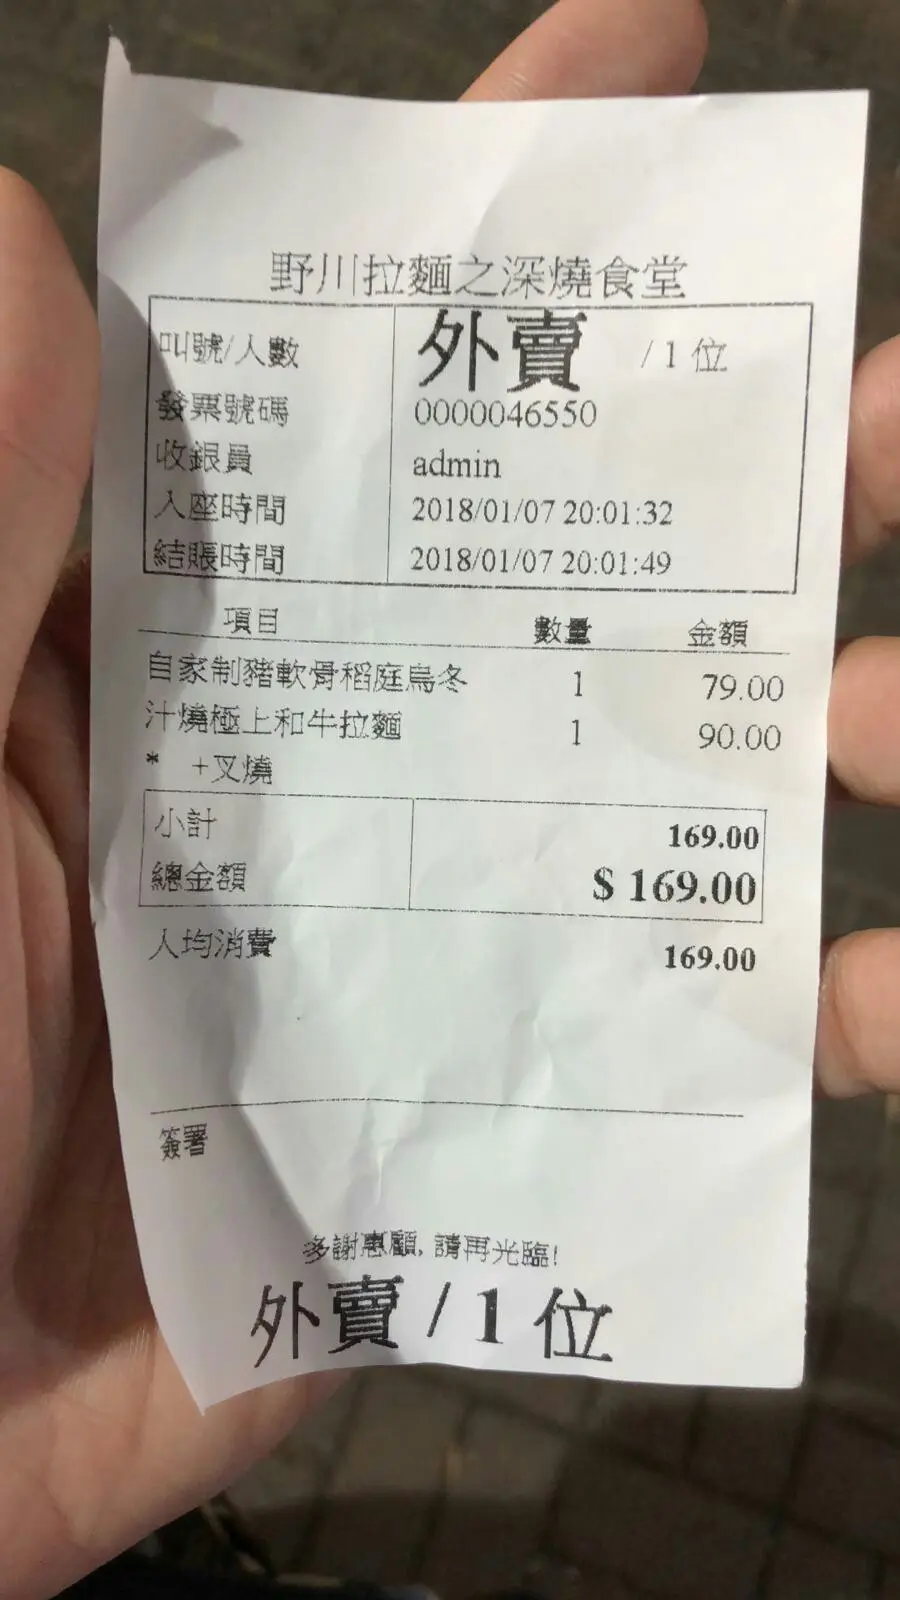 野川拉麵之深燒食堂
叫號/人數 外賣 / 1 位
發票號碼 0000046550
收銀員 admin
入座時間 2018/01/07 20:01:32
結賬時間 2018/01/07 20:01:49
項目 數量 金額
自家制豬軟骨稻庭烏冬 1 79.00
汁燒極上和牛拉麵 1 90.00
* +叉燒
小計 169.00
總金額 $ 169.00
人均消費 169.00
簽署
多謝惠顧, 請再光臨!
外賣 / 1 位